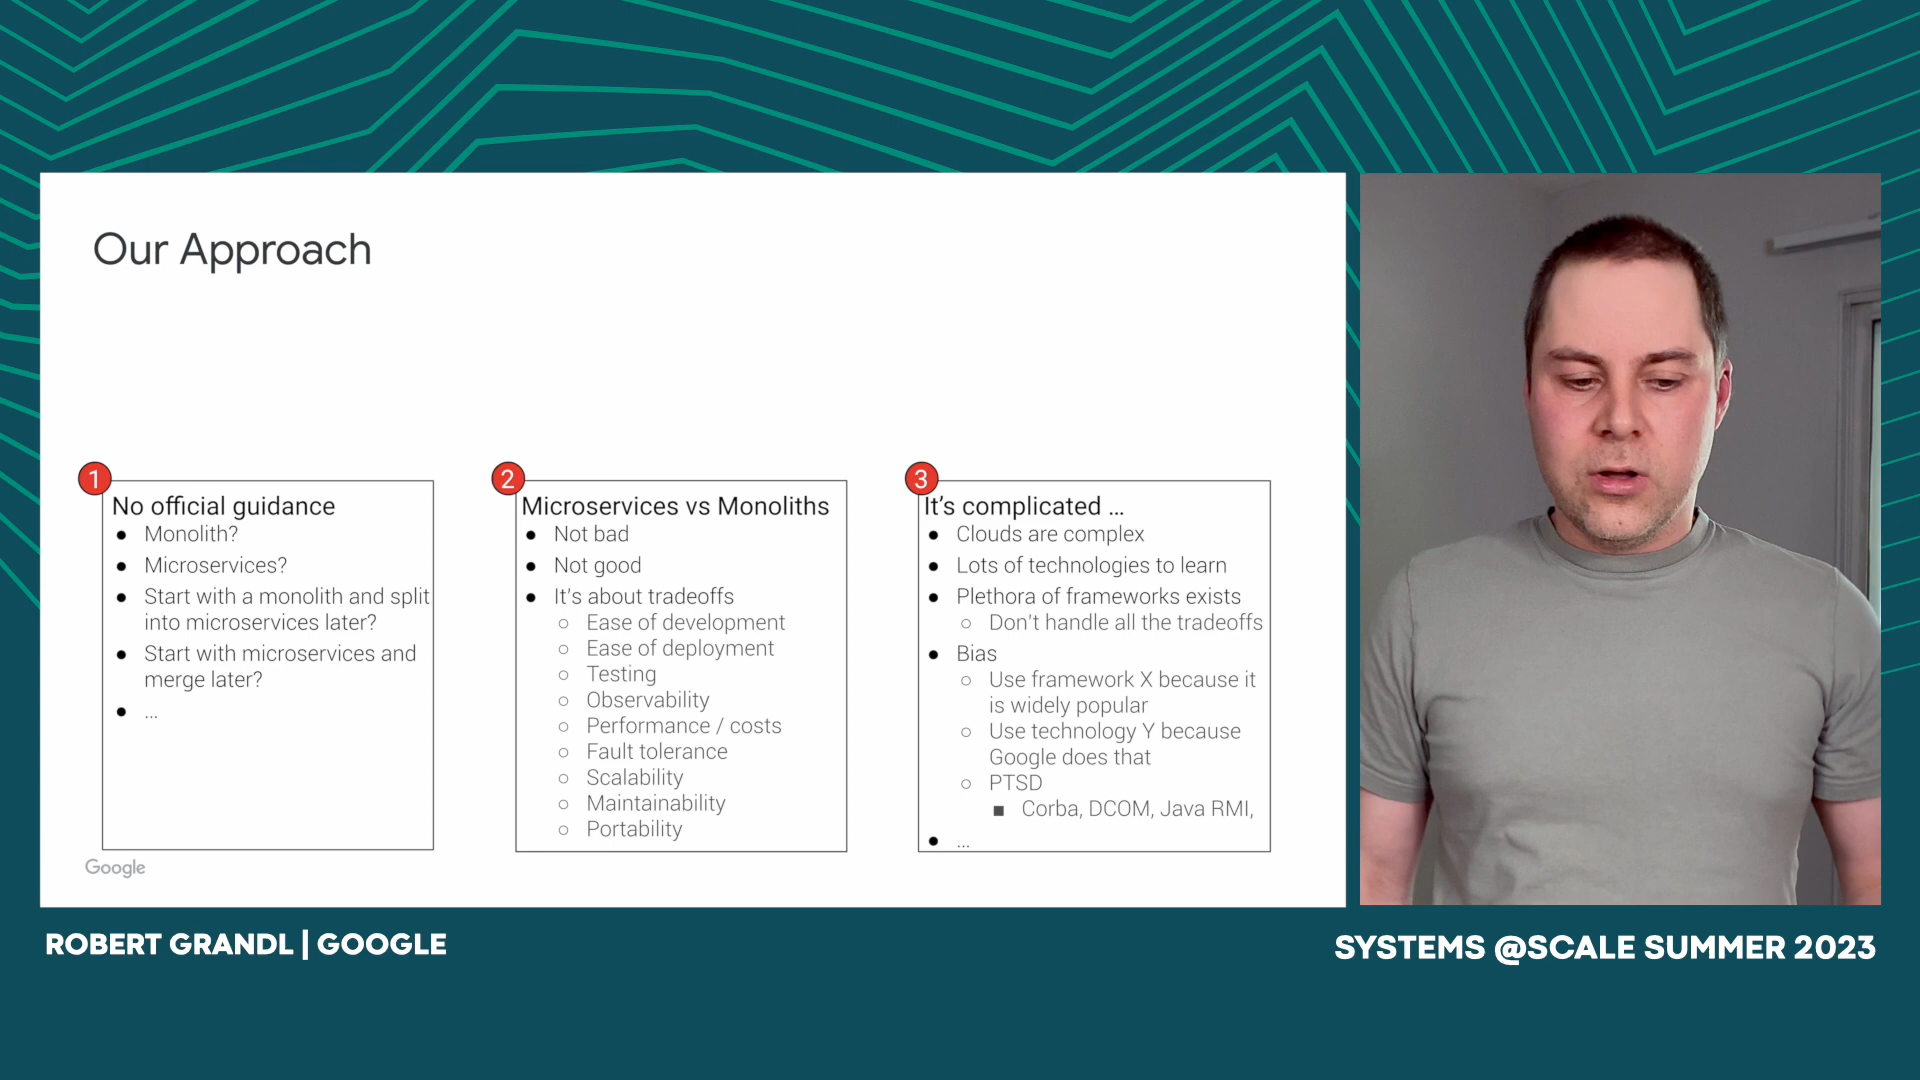 Our Approach
1
No official guidance
● Monolith?
● Microservices?
● Start with a monolith and split
into microservices later?
● Start with microservices and
merge later?
● ...
2
Microservices vs Monoliths
● Not bad
● Not good
● It's about tradeoffs
○ Ease of development
○ Ease of deployment
○ Testing
○ Observability
○ Performance / costs
○ Fault tolerance
○ Scalability
○ Maintainability
○ Portability
3
It's complicated ...
● Clouds are complex
● Lots of technologies to learn
● Plethora of frameworks exists
○ Don't handle all the tradeoffs
● Bias
○ Use framework X because it
is widely popular
○ Use technology Y because
Google does that
○ PTSD
■ Corba, DCOM, Java RMI,
● ...
Google
ROBERT GRANDL | GOOGLE
SYSTEMS @SCALE SUMMER 2023